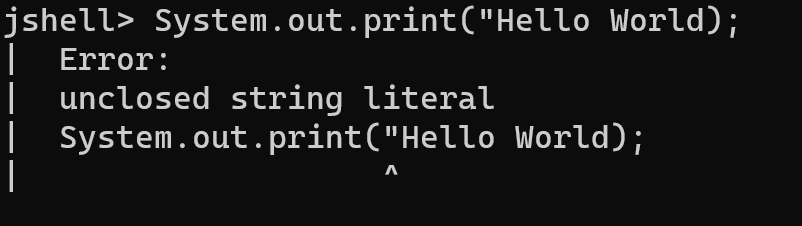 jshell> System.out.print("Hello World);
|  Error:
|  unclosed string literal
|  System.out.print("Hello World);
|                   ^